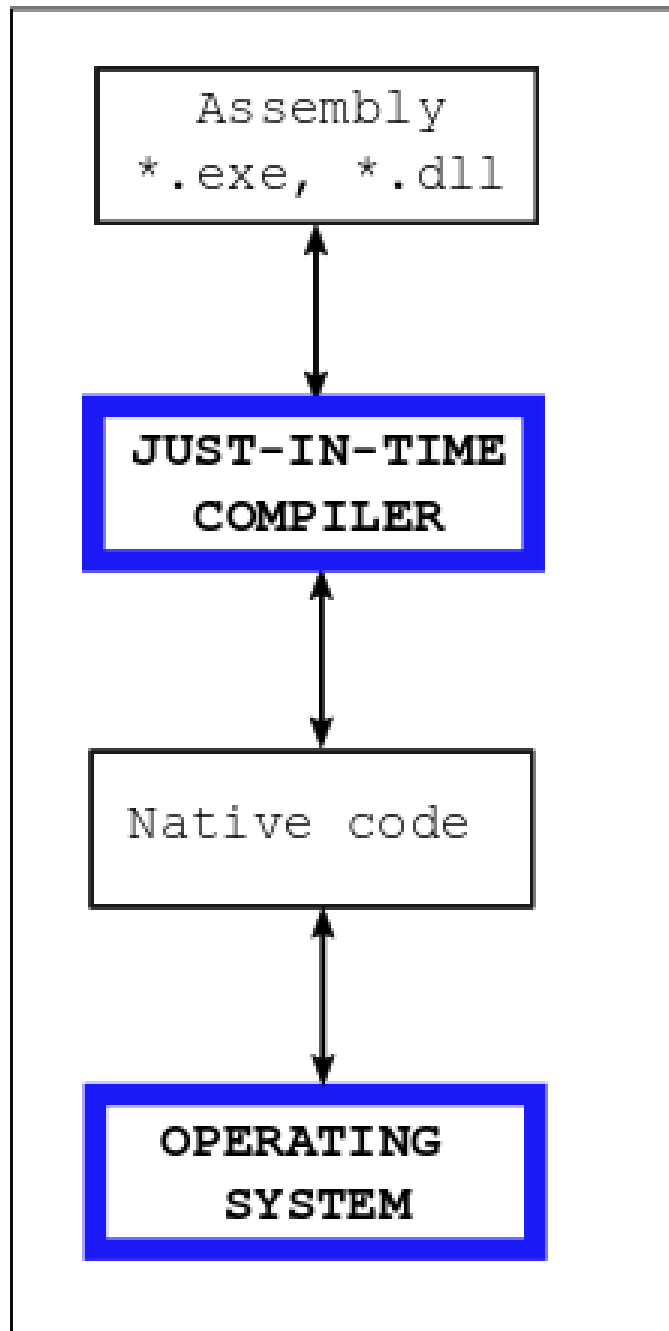 Assembly
*.exe, *.dll
JUST-IN-TIME
COMPILER
Native code
OPERATING
SYSTEM